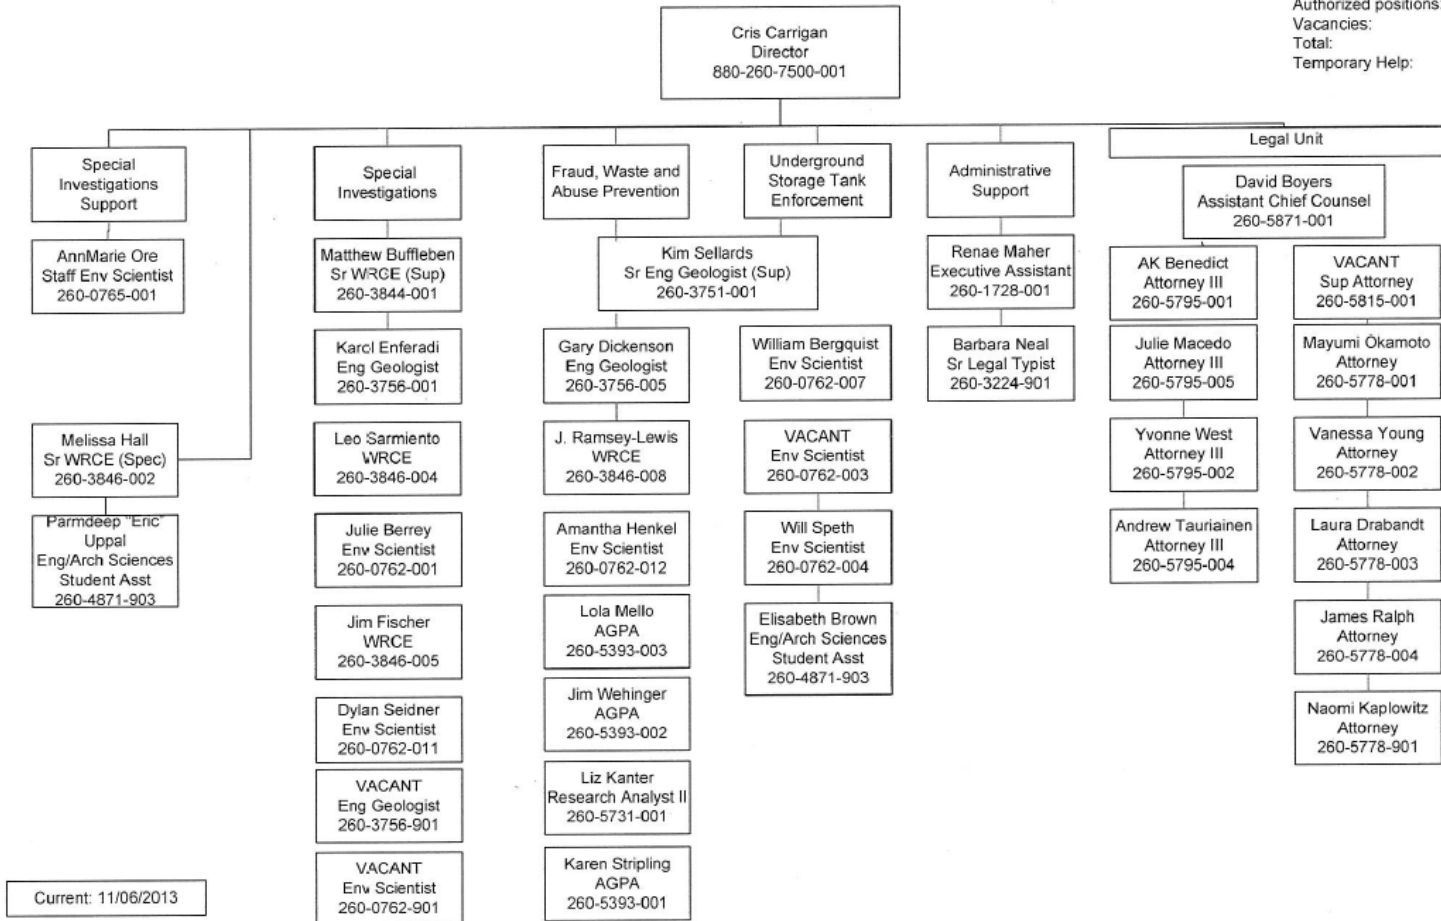 Authorized positions:
Vacancies:
Total:
Temporary Help:
Cris Carrigan
Director
880-260-7500-001
Special
Investigations
Support
AnnMarie Ore
Staff Env Scientist
260-0765-001
Melissa Hall
Sr WRCE (Spec)
260-3846-002
Parmdeep "Eric"
Uppal
Eng/Arch Sciences
Student Asst
260-4871-903
Special
Investigations
Matthew Buffleben
Sr WRCE (Sup)
260-3844-001
Karol Enferadi
Eng Geologist
260-3756-001
Leo Sarmiento
WRCE
260-3846-004
Julie Berrey
Env Scientist
260-0762-001
Jim Fischer
WRCE
260-3846-005
Dylan Seidner
Env Scientist
260-0762-011
VACANT
Eng Geologist
260-3756-901
VACANT
Env Scientist
260-0762-901
Fraud, Waste and
Abuse Prevention
Underground
Storage Tank
Enforcement
Kim Sellards
Sr Eng Geologist (Sup)
260-3751-001
Gary Dickenson
Eng Geologist
260-3756-005
J. Ramsey-Lewis
WRCE
260-3846-008
Amantha Henkel
Env Scientist
260-0762-012
Lola Mello
AGPA
260-5393-003
Jim Wehinger
AGPA
260-5393-002
Liz Kanter
Research Analyst II
260-5731-001
Karen Stripling
AGPA
260-5393-001
William Bergquist
Env Scientist
260-0762-007
VACANT
Env Scientist
260-0762-003
Will Speth
Env Scientist
260-0762-004
Elisabeth Brown
Eng/Arch Sciences
Student Asst
260-4871-903
Administrative
Support
Renae Maher
Executive Assistant
260-1728-001
Barbara Neal
Sr Legal Typist
260-3224-901
Legal Unit
David Boyers
Assistant Chief Counsel
260-5871-001
AK Benedict
Attorney III
260-5795-001
Julie Macedo
Attorney III
260-5795-005
Yvonne West
Attorney III
260-5795-002
Andrew Tauriainen
Attorney III
260-5795-004
VACANT
Sup Attorney
260-5815-001
Mayumi Okamoto
Attorney
260-5778-001
Vanessa Young
Attorney
260-5778-002
Laura Drabandt
Attorney
260-5778-003
James Ralph
Attorney
260-5778-004
Naomi Kaplowitz
Attorney
260-5778-901
Current: 11/06/2013